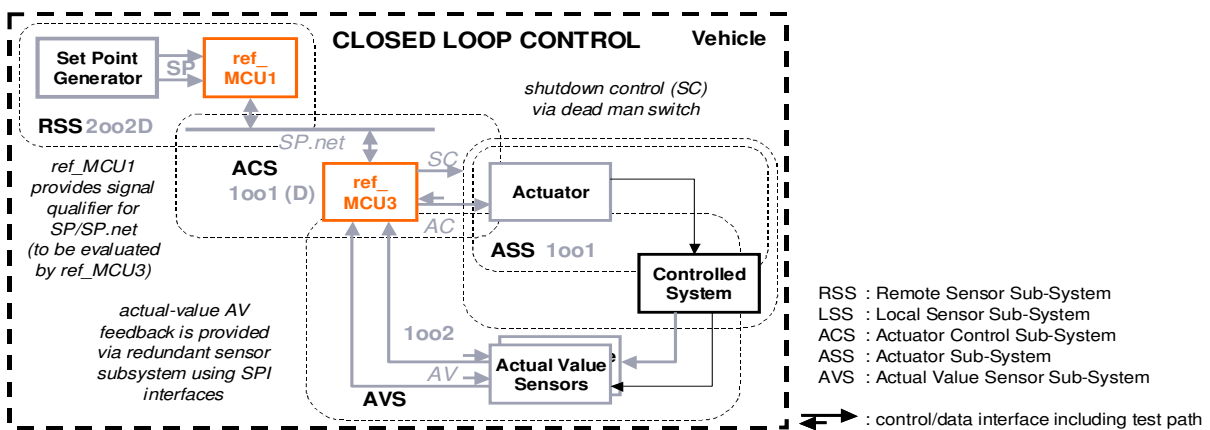 CLOSED LOOP CONTROL
Vehicle
Set Point
Generator
SP
ref_
MCU1
RSS 2oo2D
shutdown control (SC)
via dead man switch
SP.net
ref_MCU1
provides signal
qualifier for
SP/SP.net
(to be evaluated
by ref_MCU3)
ACS
1oo1 (D)
ref_
MCU3
SC
AC
Actuator
ASS 1oo1
Controlled
System
actual-value AV
feedback is provided
via redundant sensor
subsystem using SPI
interfaces
1oo2
AV
AVS
e
Actual Value
Sensors
RSS : Remote Sensor Sub-System
LSS : Local Sensor Sub-System
ACS : Actuator Control Sub-System
ASS : Actuator Sub-System
AVS : Actual Value Sensor Sub-System
: control/data interface including test path